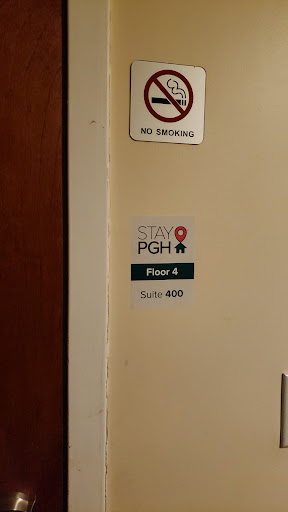 NO SMOKING
STAY
PGH
Floor 4
Suite 400